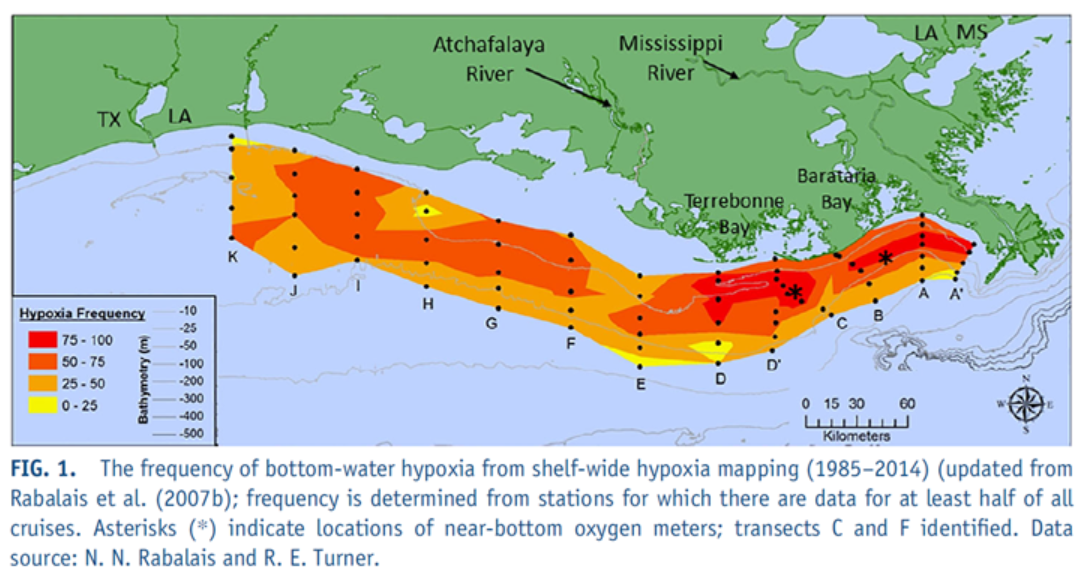 Atchafalaya
River
Mississippi
River
LA
MS
TX
LA
Barataria
Bay
Terrebonne
Bay
K
J
I
H
G
F
E
D
D'
C
B
A
A'
Hypoxia Frequency
75 - 100
50 - 75
25 - 50
0 - 25
Bathymetry (m)
-10
-25
-50
-100
-200
-300
-400
-500
N
W
E
S
0 15 30 60
Kilometers
FIG. 1. The frequency of bottom-water hypoxia from shelf-wide hypoxia mapping (1985–2014) (updated from
Rabalais et al. (2007b); frequency is determined from stations for which there are data for at least half of all
cruises. Asterisks (*) indicate locations of near-bottom oxygen meters; transects C and F identified. Data
source: N. N. Rabalais and R. E. Turner.